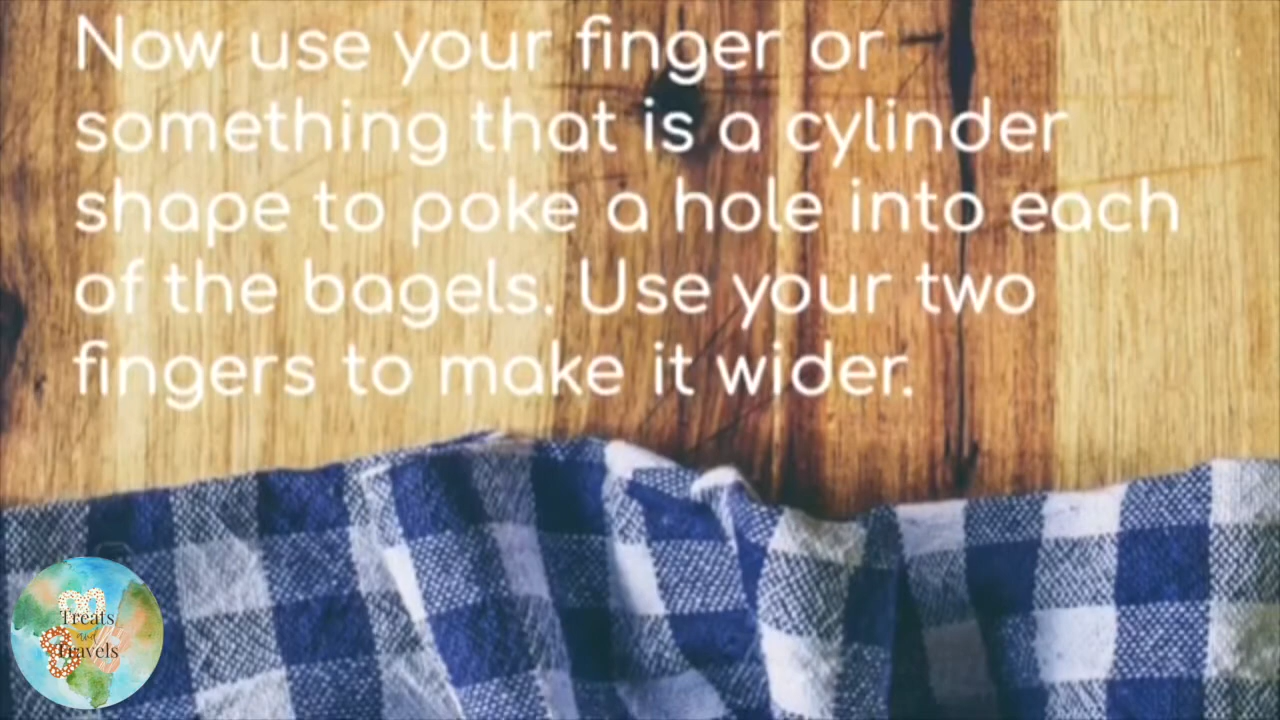 Now use your finger or
something that is a cylinder
shape to poke a hole into each
of the bagels. Use your two
fingers to make it wider.
Treats
and
Travels